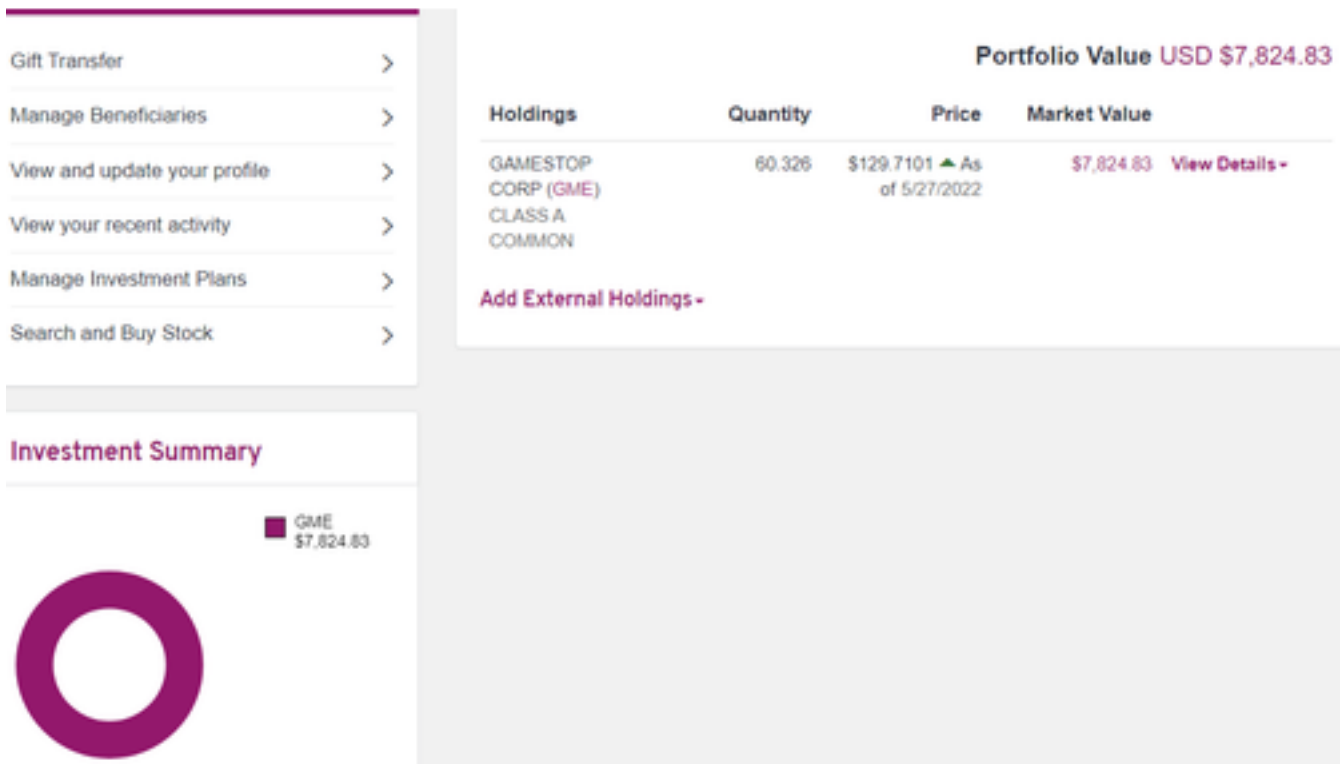 Gift Transfer
Manage Beneficiaries
View and update your profile
View your recent activity
Manage Investment Plans
Search and Buy Stock
Investment Summary
GME
$7,824.83
Portfolio Value USD $7,824.83
Holdings Quantity Price Market Value
GAMESTOP 60.326 $129.7101 ▲ As $7,824.83 View Details
CORP (GME) of 5/27/2022
CLASS A
COMMON
Add External Holdings